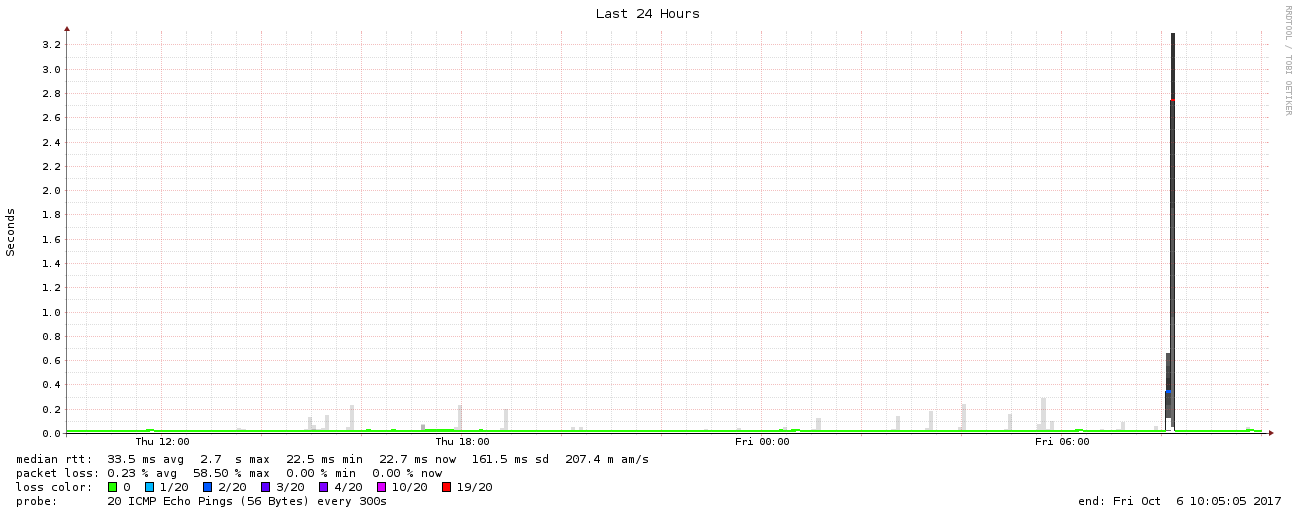 Last 24 Hours
RRDTOOL / TOBI OETIKER
Seconds
3.2
3.0
2.8
2.6
2.4
2.2
2.0
1.8
1.6
1.4
1.2
1.0
0.8
0.6
0.4
0.2
0.0
Thu 12:00 Thu 18:00 Fri 00:00 Fri 06:00
median rtt: 33.5 ms avg 2.7 s max 22.5 ms min 22.7 ms now 161.5 ms sd 207.4 m am/s
packet loss: 0.23 % avg 58.50 % max 0.00 % min 0.00 % now
loss color: 0 1/20 2/20 3/20 4/20 10/20 19/20
probe: 20 ICMP Echo Pings (56 Bytes) every 300s end: Fri Oct 6 10:05:05 2017